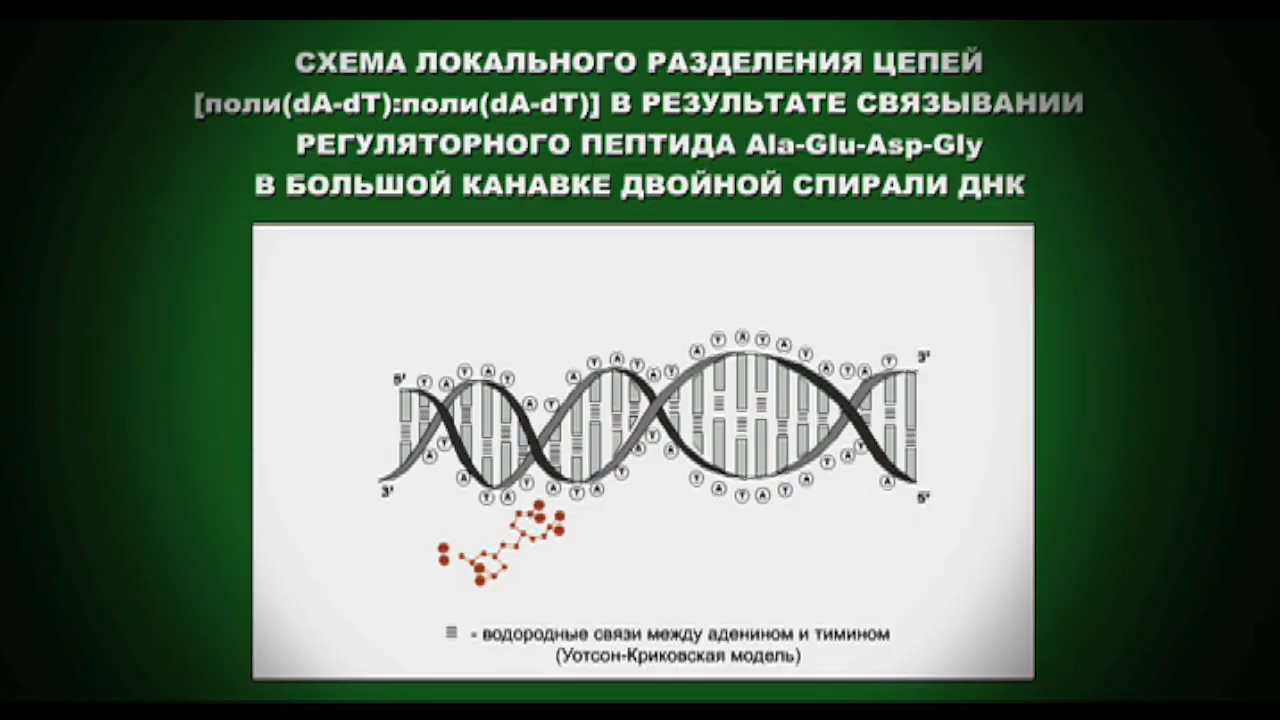 СХЕМА ЛОКАЛЬНОГО РАЗДЕЛЕНИЯ ЦЕПЕЙ
[поли(dA-dT):поли(dA-dT)] В РЕЗУЛЬТАТЕ СВЯЗЫВАНИИ
РЕГУЛЯТОРНОГО ПЕПТИДА Ala-Glu-Asp-Gly
В БОЛЬШОЙ КАНАВКЕ ДВОЙНОЙ СПИРАЛИ ДНК
5' 3'
3' 5'
≡ - водородные связи между аденином и тимином
(Уотсон-Криковская модель)